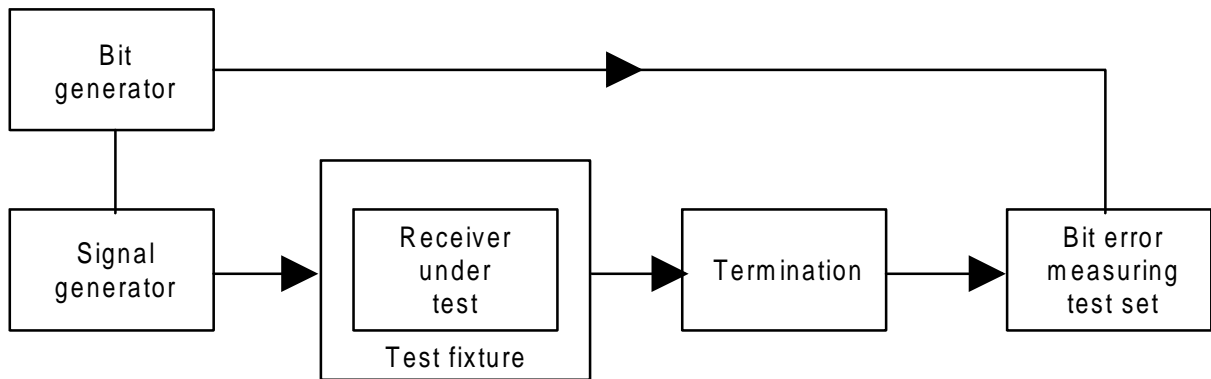 Bit
generator
Signal
generator
Receiver
under
test
Test fixture
Termination
Bit error
measuring
test set